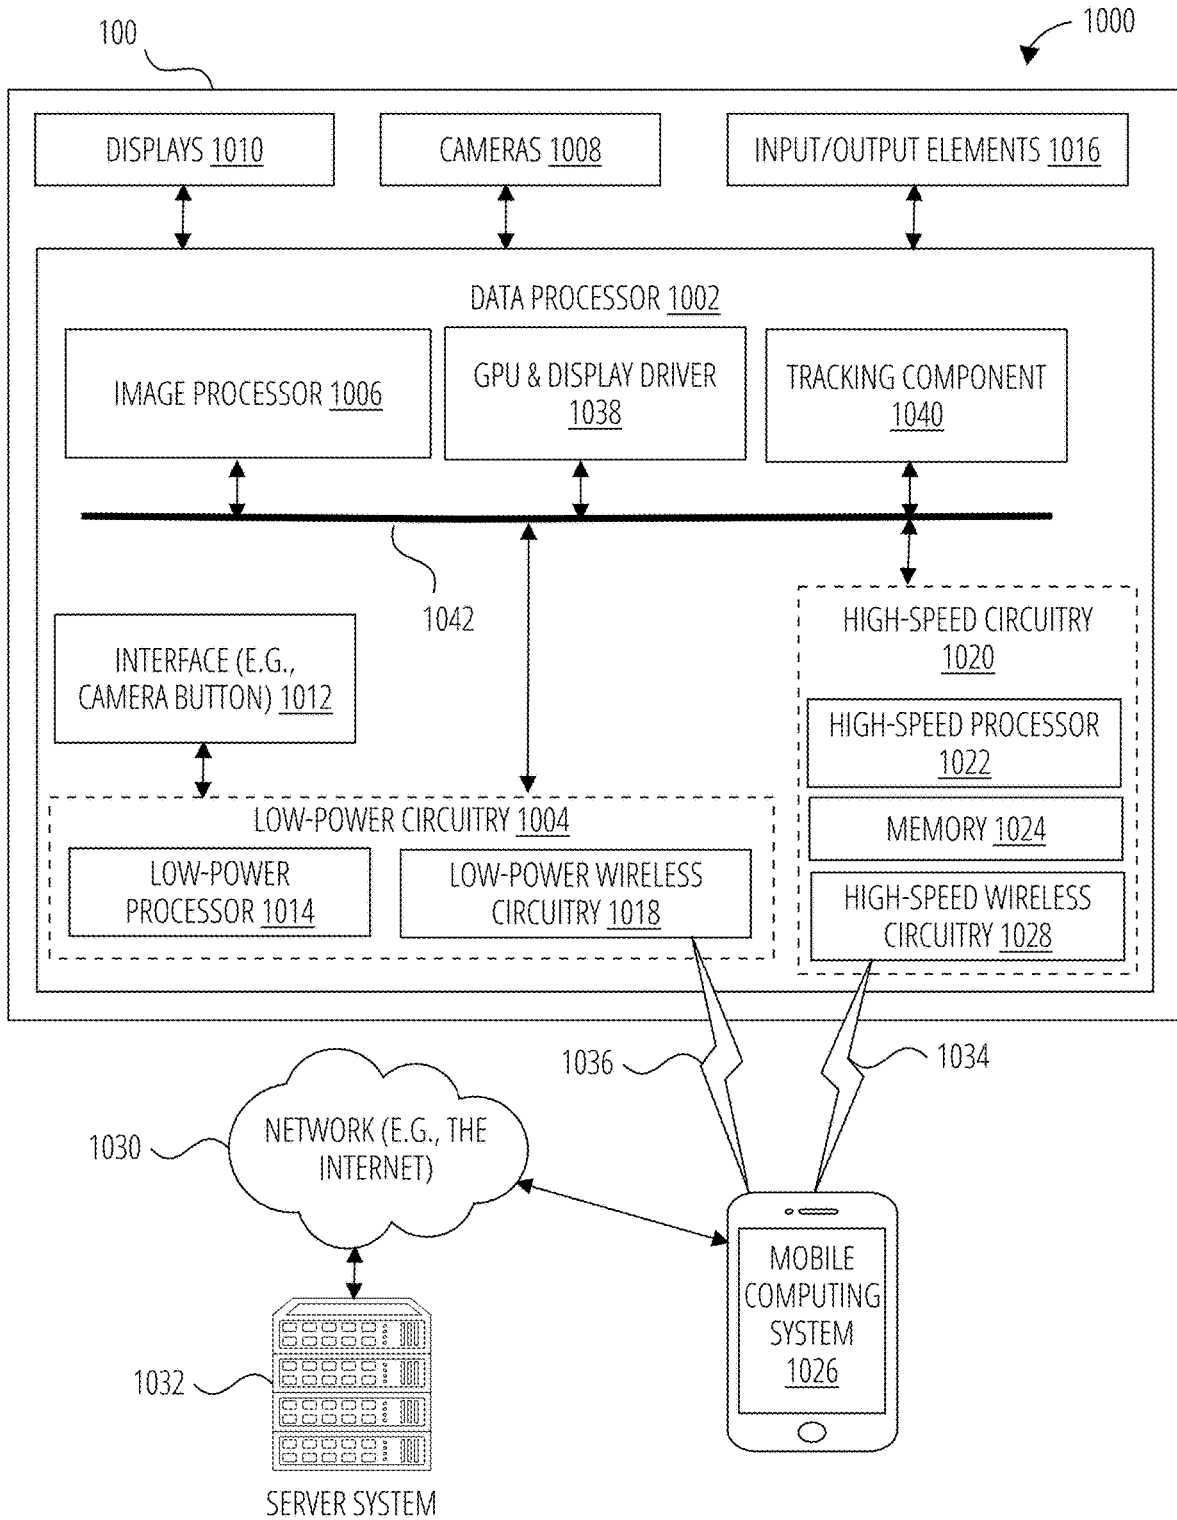 100
1000
DISPLAYS 1010
CAMERAS 1008
INPUT/OUTPUT ELEMENTS 1016
DATA PROCESSOR 1002
IMAGE PROCESSOR 1006
GPU & DISPLAY DRIVER
1038
TRACKING COMPONENT
1040
1042
INTERFACE (E.G.,
CAMERA BUTTON) 1012
HIGH-SPEED CIRCUITRY
1020
HIGH-SPEED PROCESSOR
1022
MEMORY 1024
HIGH-SPEED WIRELESS
CIRCUITRY 1028
LOW-POWER CIRCUITRY 1004
LOW-POWER
PROCESSOR 1014
LOW-POWER WIRELESS
CIRCUITRY 1018
1036
1034
1030
NETWORK (E.G., THE
INTERNET)
MOBILE
COMPUTING
SYSTEM
1026
1032
SERVER SYSTEM